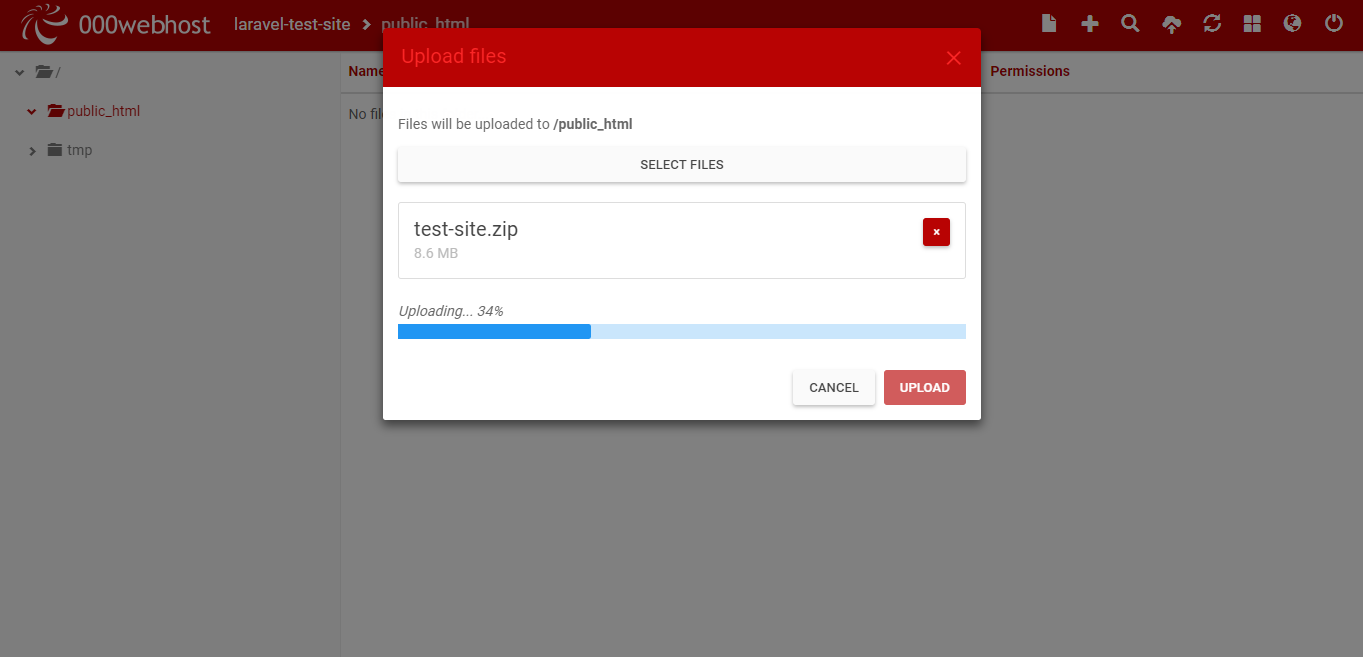 000webhost laravel-test-site public_html
/
public_html
tmp
Name
Permissions
No fil
Upload files
Files will be uploaded to /public_html
SELECT FILES
test-site.zip
8.6 MB
Uploading... 34%
CANCEL UPLOAD